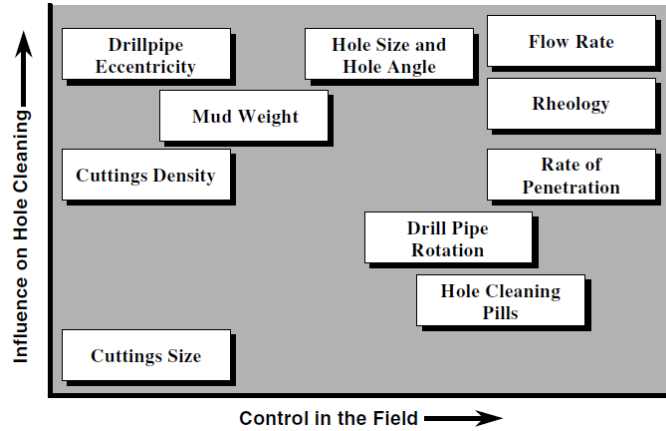 Influence on Hole Cleaning
Drillpipe
Eccentricity
Hole Size and
Hole Angle
Flow Rate
Mud Weight
Rheology
Cuttings Density
Rate of
Penetration
Drill Pipe
Rotation
Hole Cleaning
Pills
Cuttings Size
Control in the Field